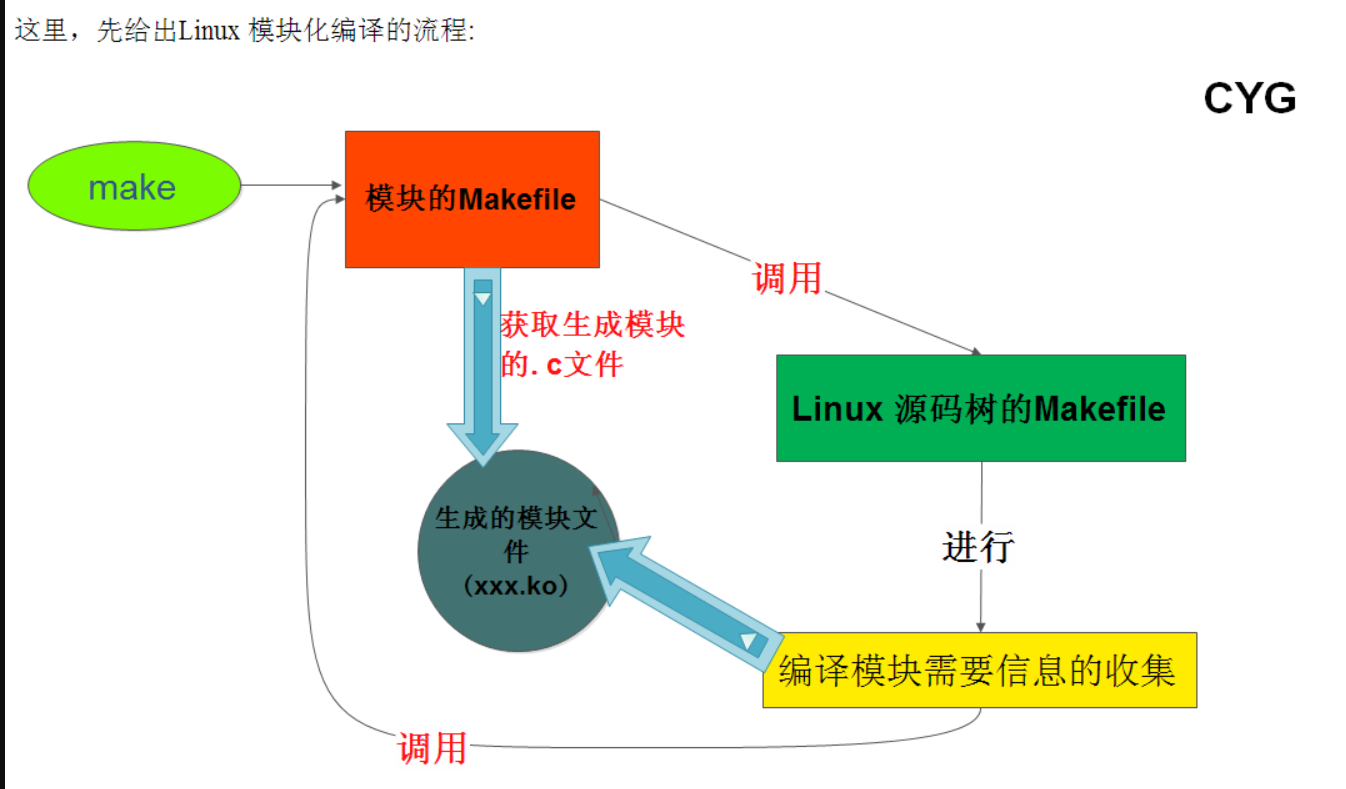 这里，先给出Linux 模块化编译的流程:
CYG
make
模块的Makefile
调用
获取生成模块
的. c文件
Linux 源码树的Makefile
生成的模块文
件
(xxx.ko)
进行
编译模块需要信息的收集
调用